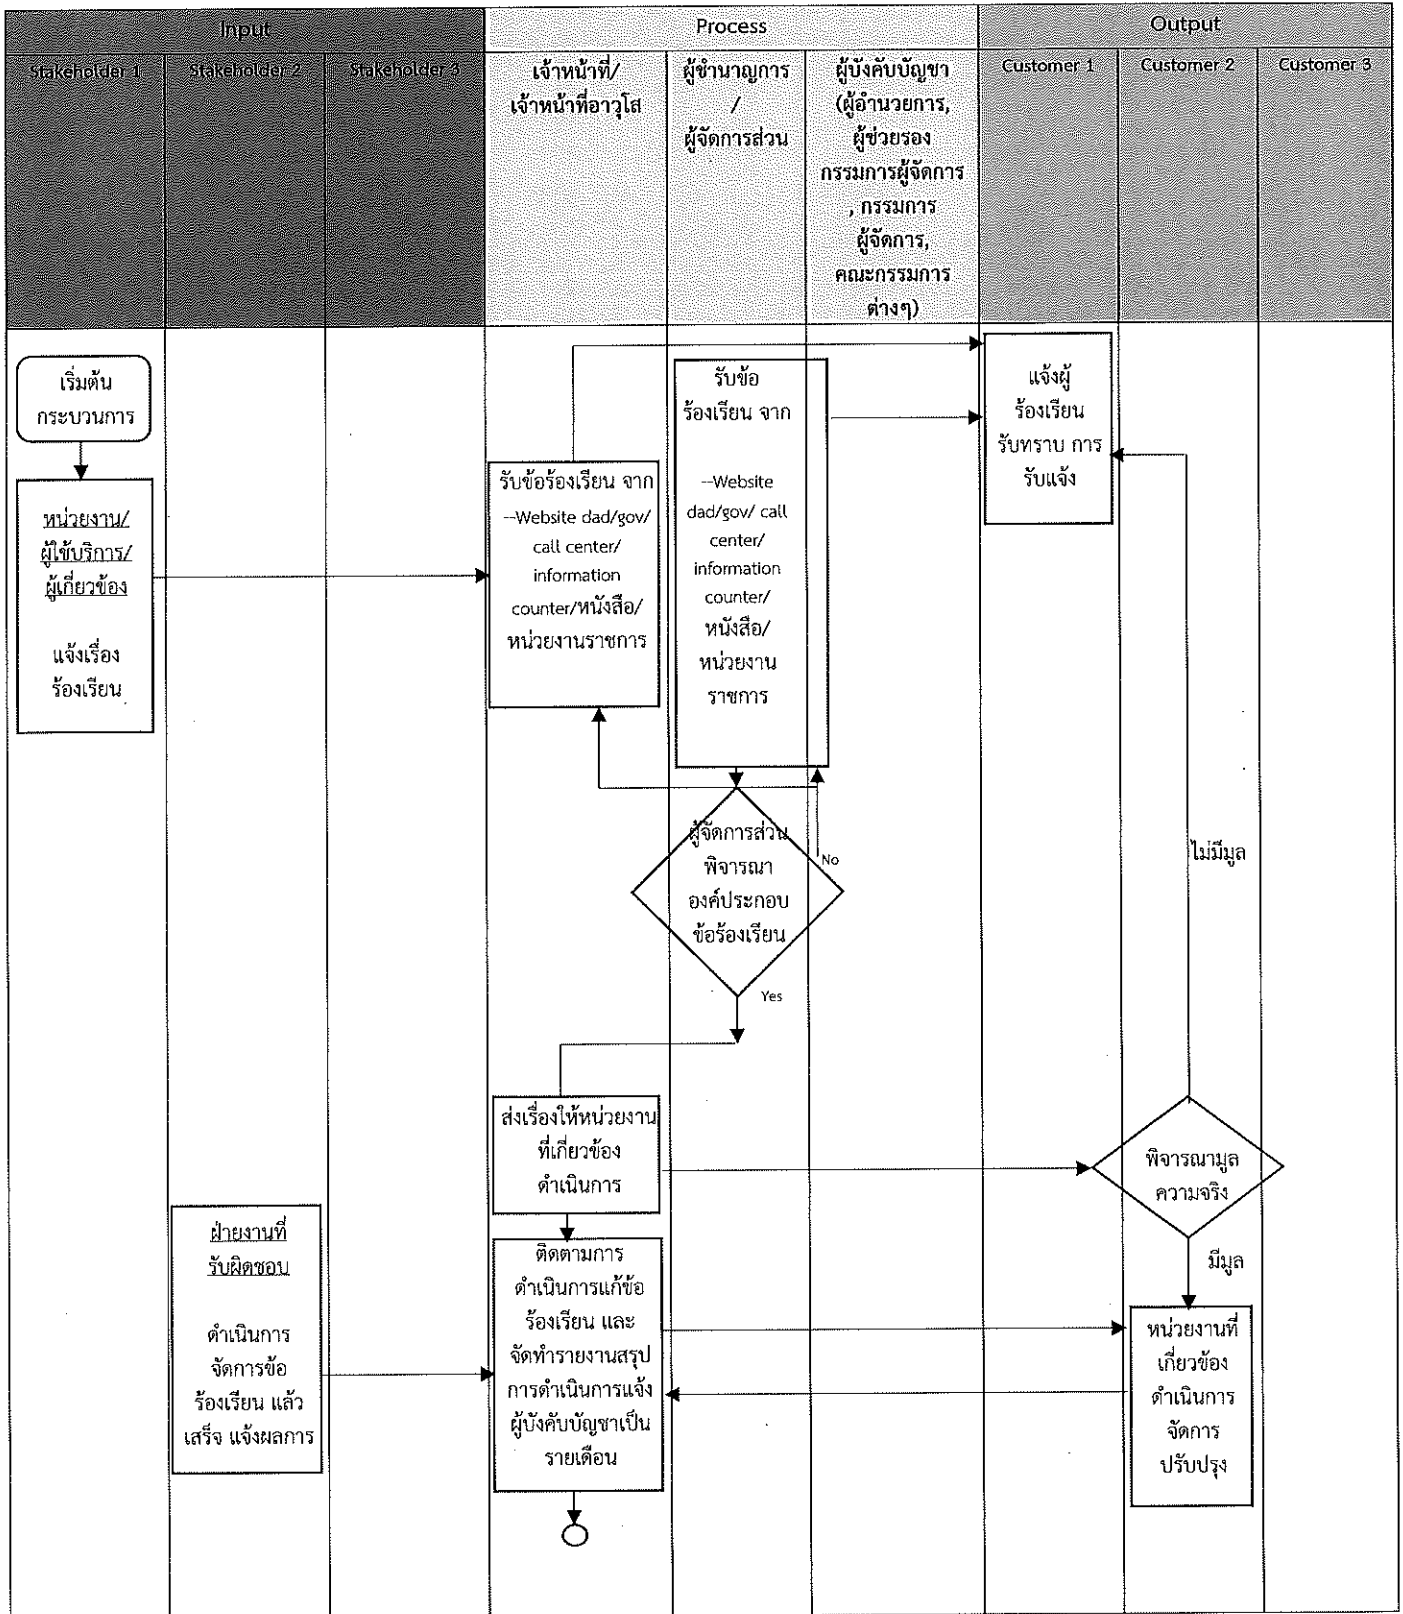 Input
Process
Output
Stakeholder 1
Stakeholder 2
Stakeholder 3
เจ้าหน้าที่/
เจ้าหน้าที่อาวุโส
ผู้ชำนาญการ
/
ผู้จัดการส่วน
ผู้บังคับบัญชา
(ผู้อำนวยการ,
ผู้ช่วยรอง
กรรมการผู้จัดการ
, กรรมการ
ผู้จัดการ,
คณะกรรมการ
ต่างๆ)
Customer 1
Customer 2
Customer 3
เริ่มต้น
กระบวนการ
หน่วยงาน/
ผู้ใช้บริการ/
ผู้เกี่ยวข้อง
แจ้งเรื่อง
ร้องเรียน
รับข้อร้องเรียน จาก
--Website dad/gov/
call center/
information
counter/หนังสือ/
หน่วยงานราชการ
รับข้อ
ร้องเรียน จาก
--Website
dad/gov/ call
center/
information
counter/
หนังสือ/
หน่วยงาน
ราชการ
แจ้งผู้
ร้องเรียน
รับทราบ การ
รับแจ้ง
ผู้จัดการส่วน
พิจารณา
องค์ประกอบ
ข้อร้องเรียน
No
Yes
ไม่มีมูล
ส่งเรื่องให้หน่วยงาน
ที่เกี่ยวข้อง
ดำเนินการ
พิจารณามูล
ความจริง
มีมูล
ฝ่ายงานที่
รับผิดชอบ
ดำเนินการ
จัดการข้อ
ร้องเรียน แล้ว
เสร็จ แจ้งผลการ
ติดตามการ
ดำเนินการแก้ข้อ
ร้องเรียน และ
จัดทำรายงานสรุป
การดำเนินการแจ้ง
ผู้บังคับบัญชาเป็น
รายเดือน
หน่วยงานที่
เกี่ยวข้อง
ดำเนินการ
จัดการ
ปรับปรุง